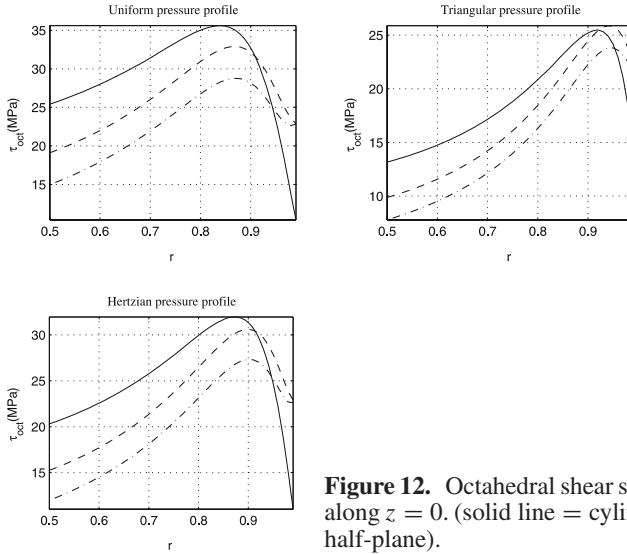 Uniform pressure profile
35
30
25
20
15
τoct(MPa)
0.5 0.6 0.7 0.8 0.9
r
Triangular pressure profile
25
20
15
10
τoct(MPa)
0.5 0.6 0.7 0.8 0.9
r
Hertzian pressure profile
30
25
20
15
τoct(MPa)
0.5 0.6 0.7 0.8 0.9
r
Figure 12. Octahedral shear s
along z = 0. (solid line = cylin
half-plane).